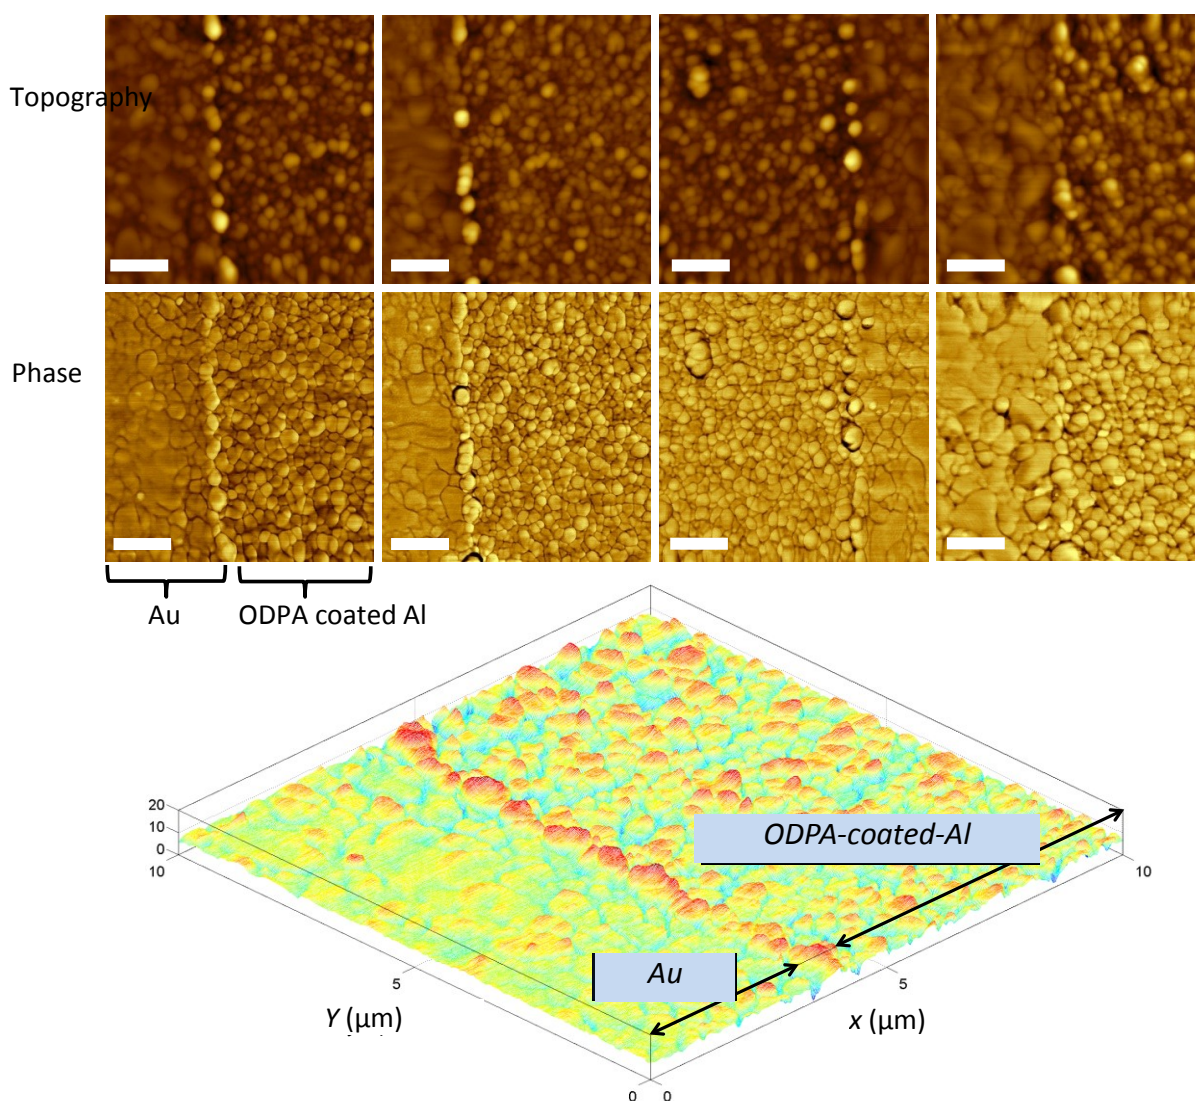 Topography
Phase
Au
ODPA coated Al
20
10
0
10
ODPA-coated-Al
10
Au
5
5
Y (µm)
x (µm)
0
0